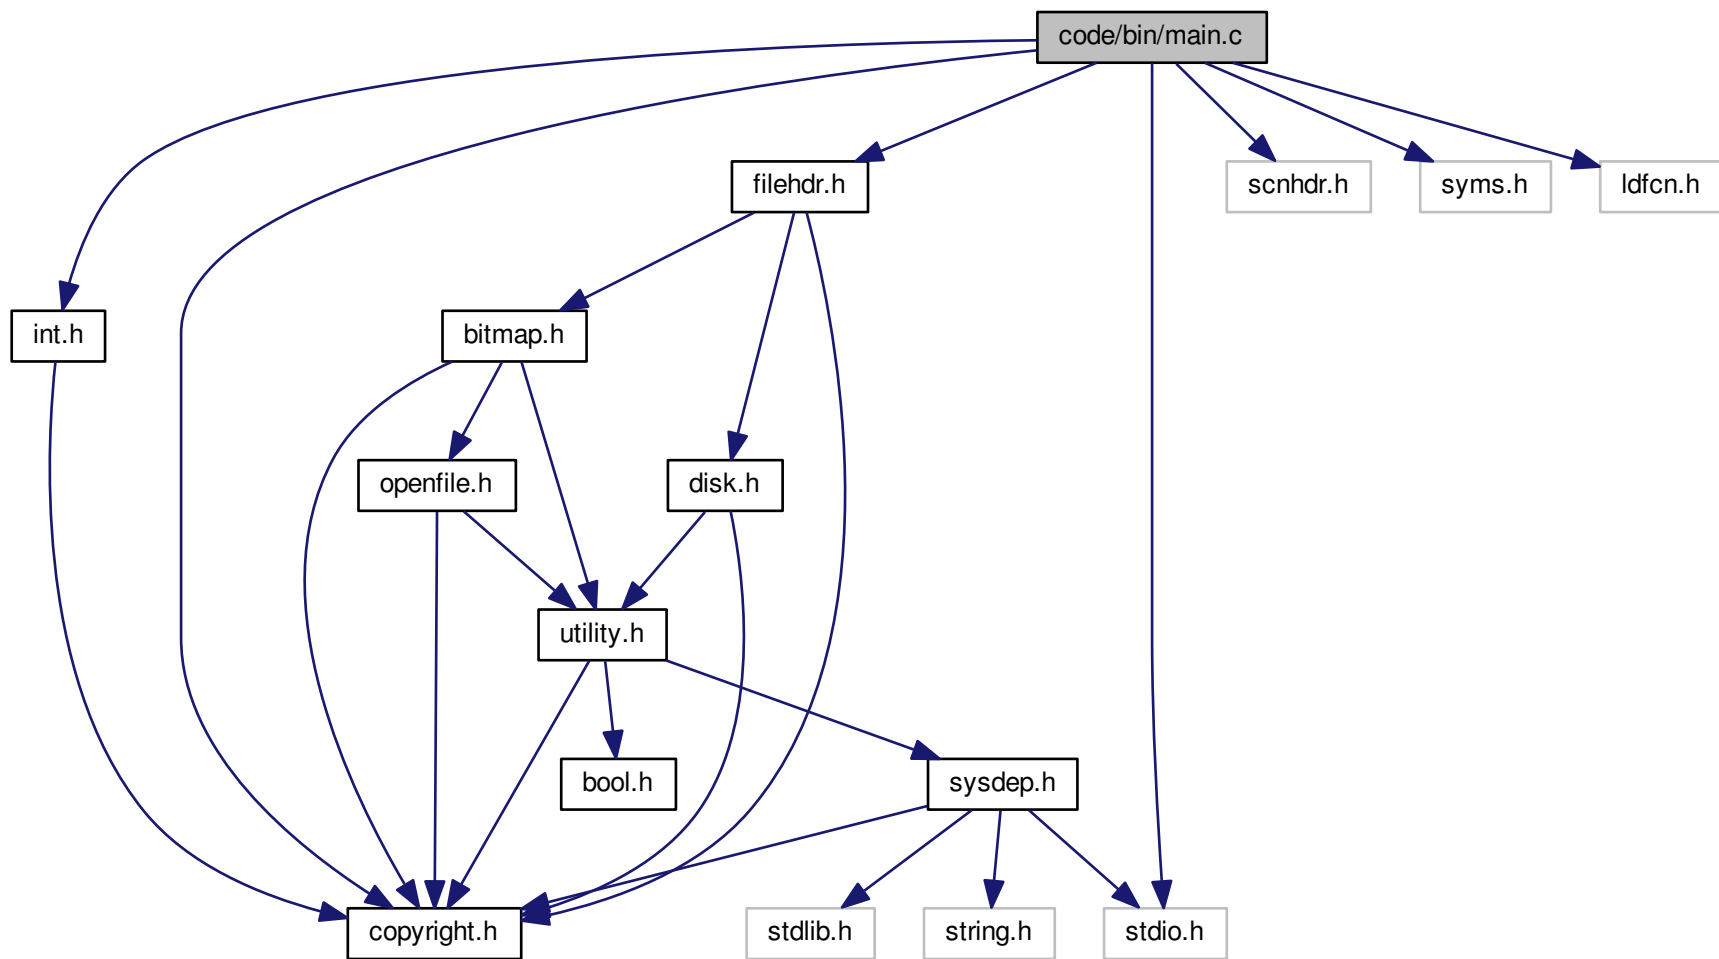 code/bin/main.c
filehdr.h
scnhdr.h
syms.h
ldfcn.h
int.h
bitmap.h
openfile.h
disk.h
utility.h
bool.h
sysdep.h
copyright.h
stdlib.h
string.h
stdio.h